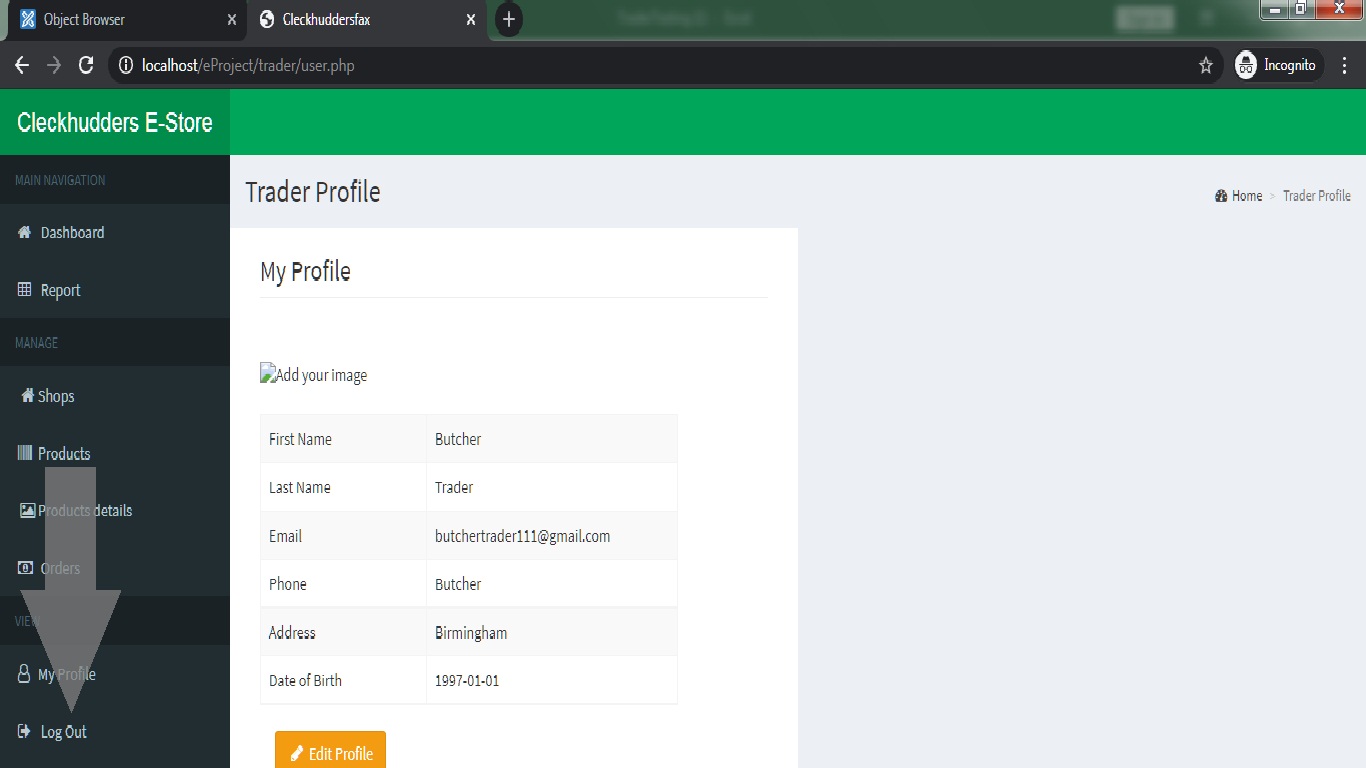 Object Browser
Cleckhuddersfax
localhost/eProject/trader/user.php
Incognito
Cleckhudders E-Store
MAIN NAVIGATION
Dashboard
Report
MANAGE
Shops
Products
Products details
Orders
VIEW
My Profile
Log Out
Trader Profile
Home > Trader Profile
My Profile
Add your image
First Name Butcher
Last Name Trader
Email butchertrader111@gmail.com
Phone Butcher
Address Birmingham
Date of Birth 1997-01-01
Edit Profile